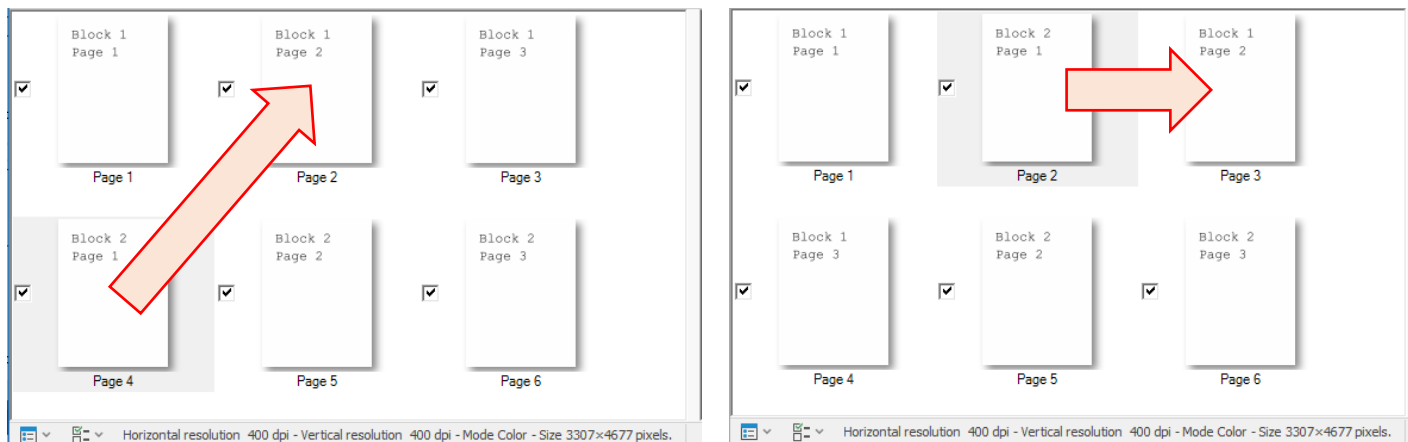 Block 1
Page 1
Block 1
Page 2
Block 1
Page 3
Page 1
Page 2
Page 3
Block 2
Page 1
Block 2
Page 2
Block 2
Page 3
Page 4
Page 5
Page 6
Horizontal resolution 400 dpi - Vertical resolution 400 dpi - Mode Color - Size 3307×4677 pixels.
Block 1
Page 1
Block 2
Page 1
Block 1
Page 2
Page 1
Page 2
Page 3
Block 1
Page 3
Block 2
Page 2
Block 2
Page 3
Page 4
Page 5
Page 6
Horizontal resolution 400 dpi - Vertical resolution 400 dpi - Mode Color - Size 3307×4677 pixels.